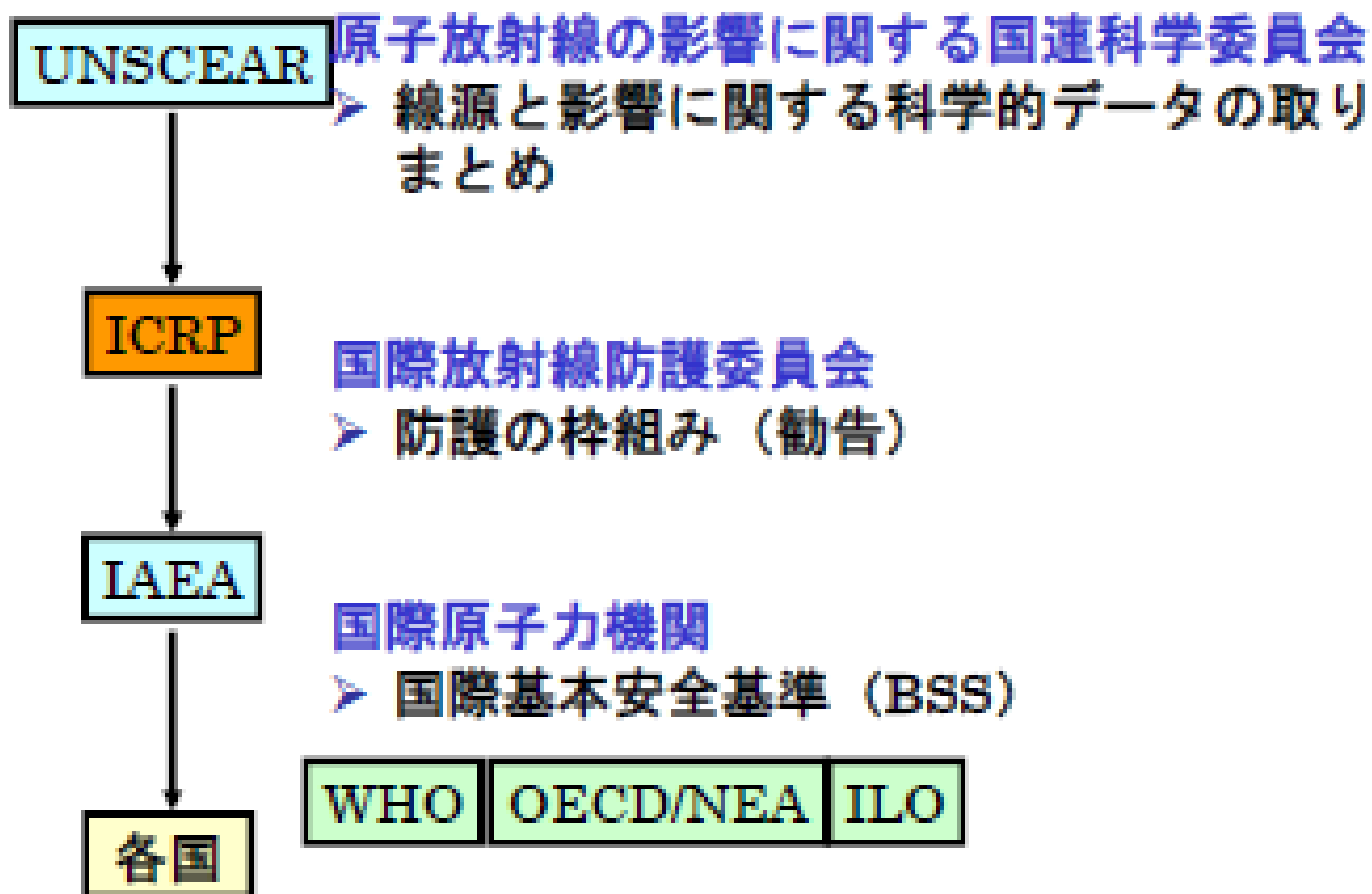 UNSCEAR
原子放射線の影響に関する国連科学委員会
➢ 線源と影響に関する科学的データの取り
まとめ
ICRP
国際放射線防護委員会
➢ 防護の枠組み（勧告）
IAEA
国際原子力機関
➢ 国際基本安全基準（BSS）
WHO OECD/NEA ILO
各国